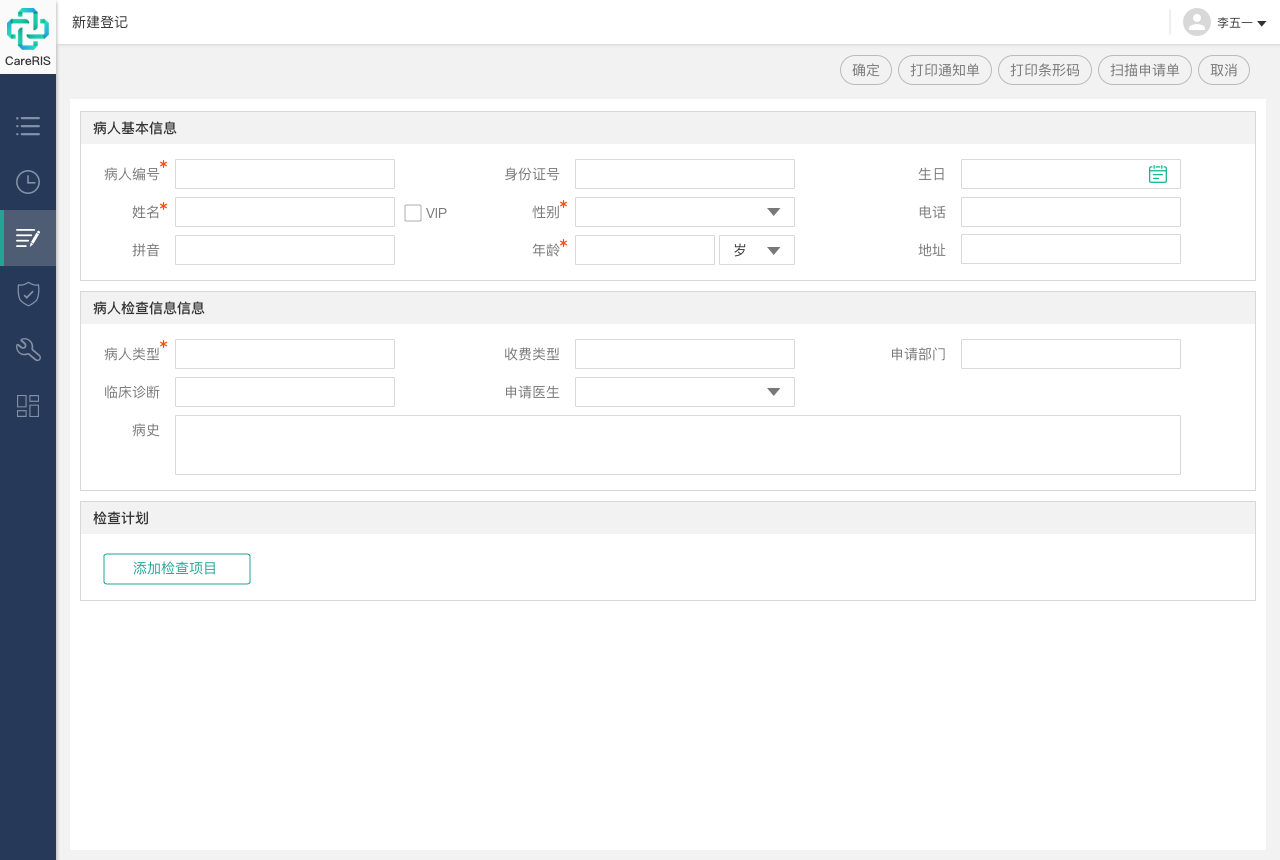 新建登记
李五一
CareRIS
确定 打印通知单 打印条形码 扫描申请单 取消
病人基本信息
病人编号* 身份证号 生日
姓名* VIP 性别* 电话
拼音 年龄* 岁 地址
病人检查信息信息
病人类型* 收费类型 申请部门
临床诊断 申请医生
病史
检查计划
添加检查项目